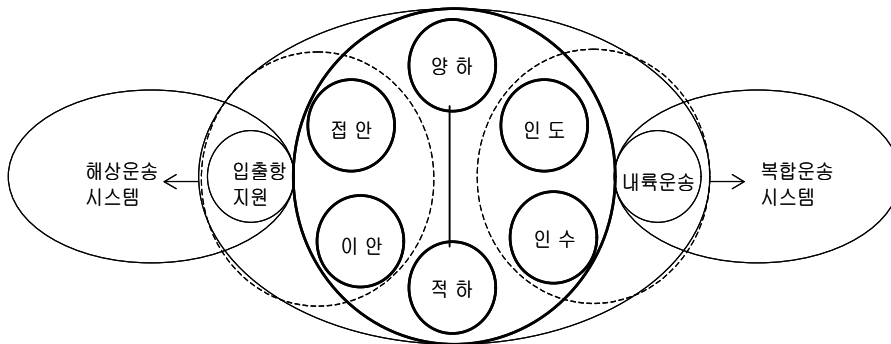 양 하
접 안
인 도
해상운송
시스템
입출항
지원
내륙운송
복합운송
시스템
이 안
인 수
적 하